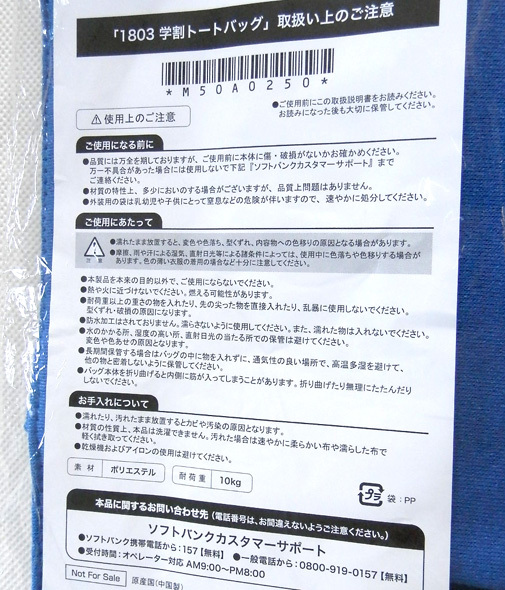 「1803 学割トートバッグ」取扱い上のご注意
*M50A0250*
●ご使用前にこの取扱説明書をお読みください。
お読みになった後も大切に保管してください。
⚠ 使用上のご注意
ご使用になる前に
●品質には万全を期しておりますが、ご使用前に本体に傷・破損がないかお確かめください。
万一不具合があった場合には使用しないで下記『ソフトバンクカスタマーサポート』まで
ご連絡ください。
●材質の特性上、多少においのする場合がございますが、品質上問題はありません。
●外装用の袋は乳幼児や子供にとって窒息などの危険が伴いますので、速やかに処分してください。
ご使用にあたって
注意
●濡れたまま放置すると、変色や色落ち、型くずれ、内容物への色移りの原因となる場合があります。
●摩擦、雨や汗による湿気、直射日光等による諸条件によっては、使用中に色落ちや色移りする場合が
あります。色の薄い衣服の着用の場合など十分に注意してください。
●本製品を本来の目的以外で、ご使用にならないでください。
●熱や火に近づけないでください。燃える可能性があります。
●耐荷重以上の重さの物を入れたり、先の尖った物を直接入れたり、乱暴に使用しないでください。
型くずれ・破損の原因になります。
●防水加工はされておりません。濡らさないように使用してください。また、濡れた物は入れないでください。
●水のかかる所、湿度の高い所、直射日光の当たる所での保管は避けてください。
変色や色あせの原因となります。
●長期間保管する場合はバッグの中に物を入れずに、通気性の良い場所で、高温多湿を避けて、
他の物と密着しないように保管してください。
●バッグ本体を折り曲げると内側に筋が入ってしまうことがあります。折り曲げたり無理にたたんだり
しないでください。
お手入れについて
●濡れたり、汚れたまま放置するとカビや汚染の原因となります。
●材質の性質上、本品は洗濯できません。汚れた場合は速やかに柔らかい布や濡らした布で
軽く拭き取ってください。
●乾燥機およびアイロンの使用は避けてください。
素材 ポリエステル 耐荷重 10kg
プラ 袋：PP
本品に関するお問い合わせ先（電話番号は、お間違えないようご注意ください。）
ソフトバンクカスタマーサポート
●ソフトバンク携帯電話から：157【無料】 ●一般電話から：0800-919-0157【無料】
●受付時間：オペレーター対応 AM9:00〜PM8:00
Not For Sale 原産国（中国製）